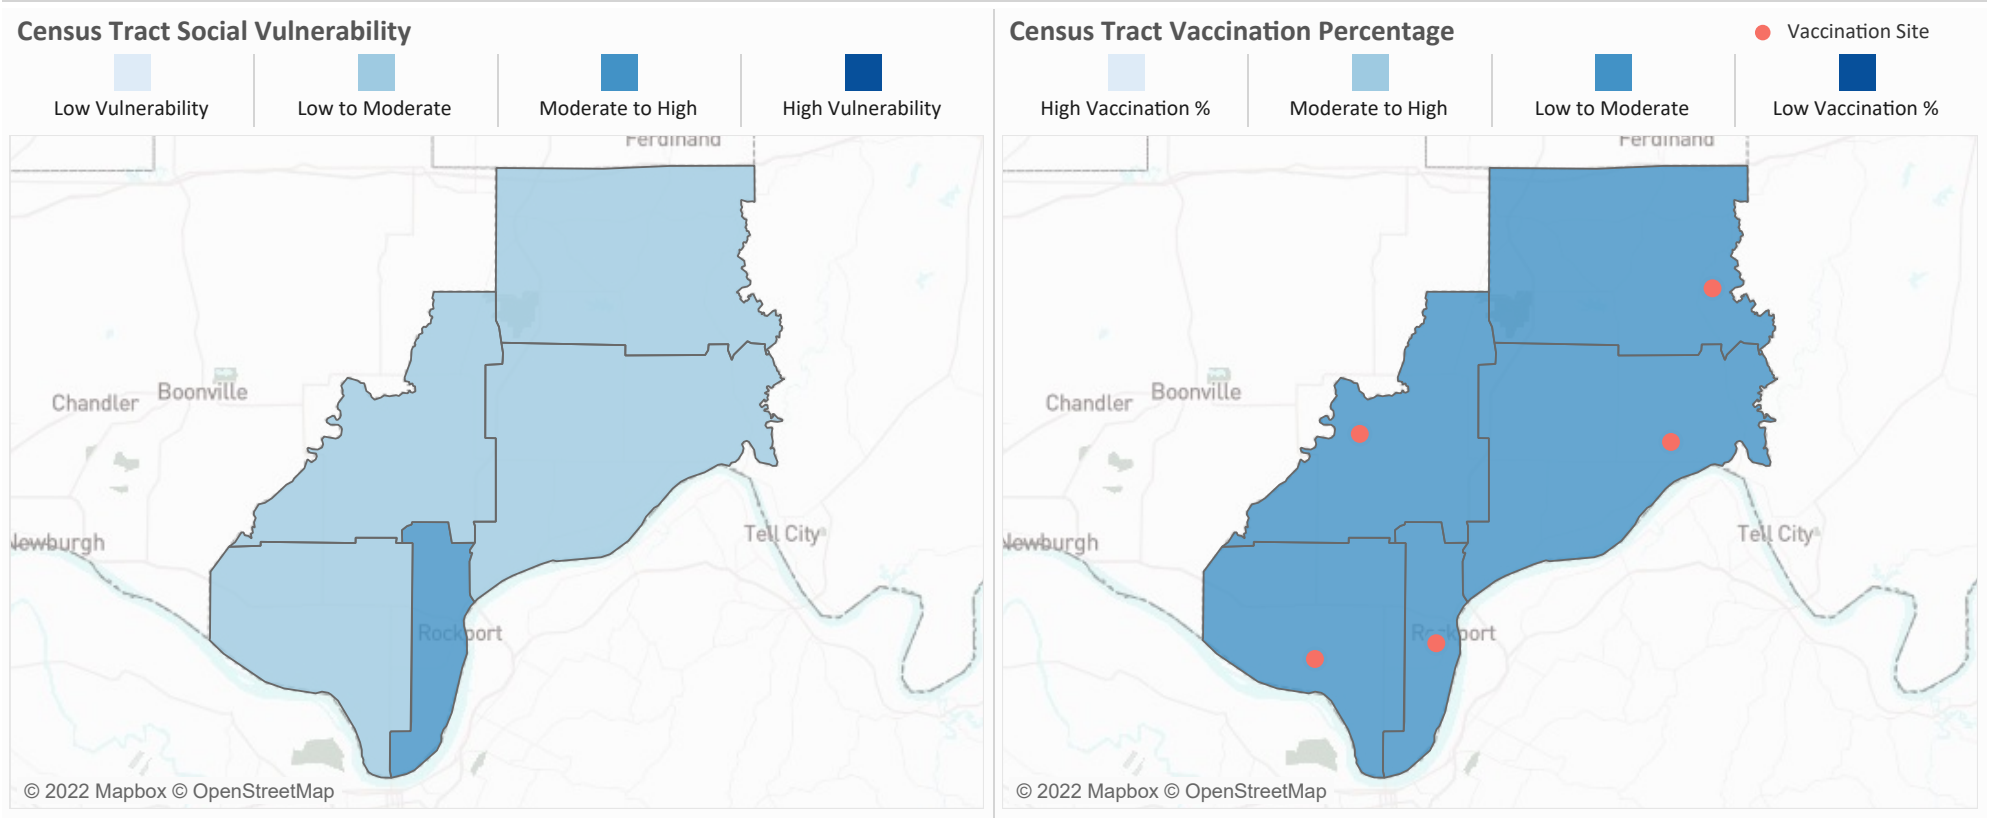 Census Tract Social Vulnerability
Low Vulnerability
Low to Moderate
Moderate to High
High Vulnerability
Ferdinand
Chandler
Boonville
Newburgh
Tell City
Rockport
© 2022 Mapbox © OpenStreetMap
Census Tract Vaccination Percentage
Vaccination Site
High Vaccination %
Moderate to High
Low to Moderate
Low Vaccination %
Ferdinand
Chandler
Boonville
Newburgh
Tell City
Rockport
© 2022 Mapbox © OpenStreetMap